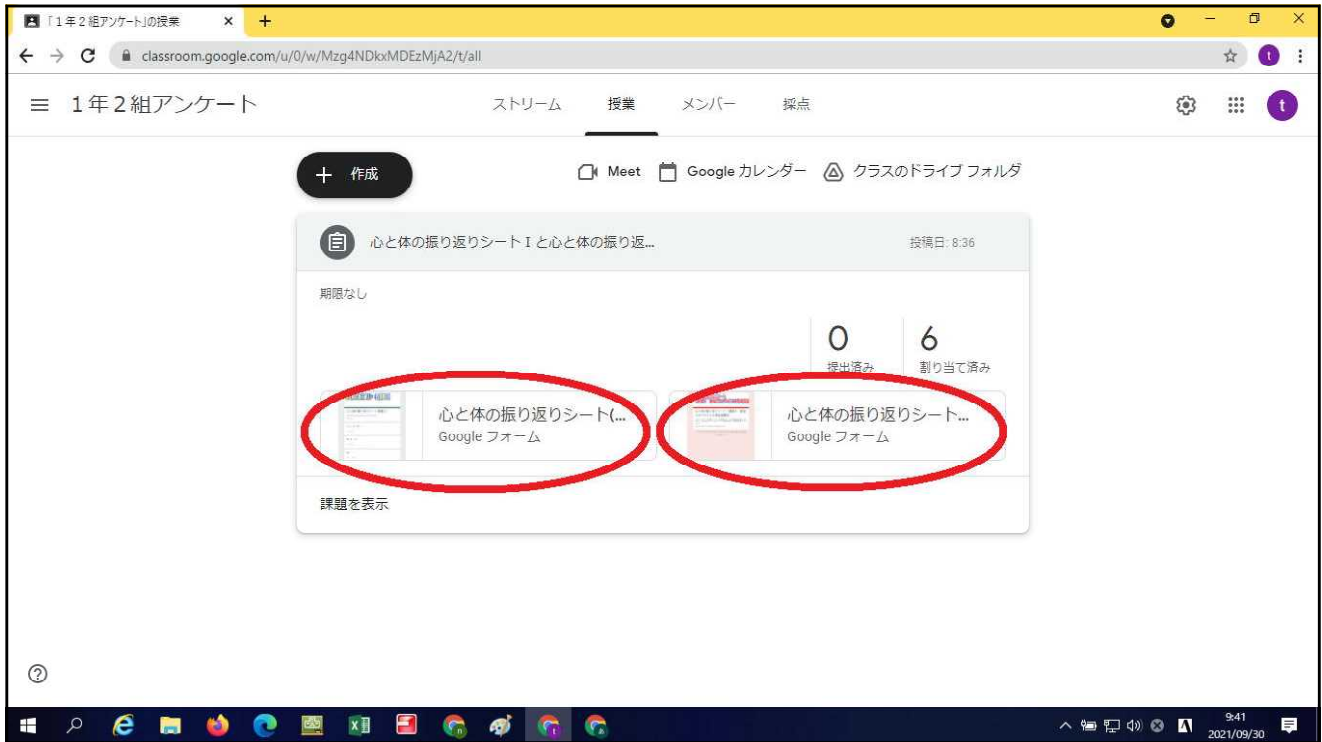 「1年2組アンケート」の授業
classroom.google.com/u/0/w/Mzg4NDkxMDEzMjA2/t/all
t
1年2組アンケート
ストリーム 授業 メンバー 採点
t
作成
Meet Google カレンダー クラスのドライブ フォルダ
心と体の振り返りシートⅠと心と体の振り返...
投稿日: 8:36
期限なし
0 6
提出済み 割り当て済み
心と体の振り返りシート(... 心と体の振り返りシート...
Google フォーム Google フォーム
課題を表示
9:41
2021/09/30